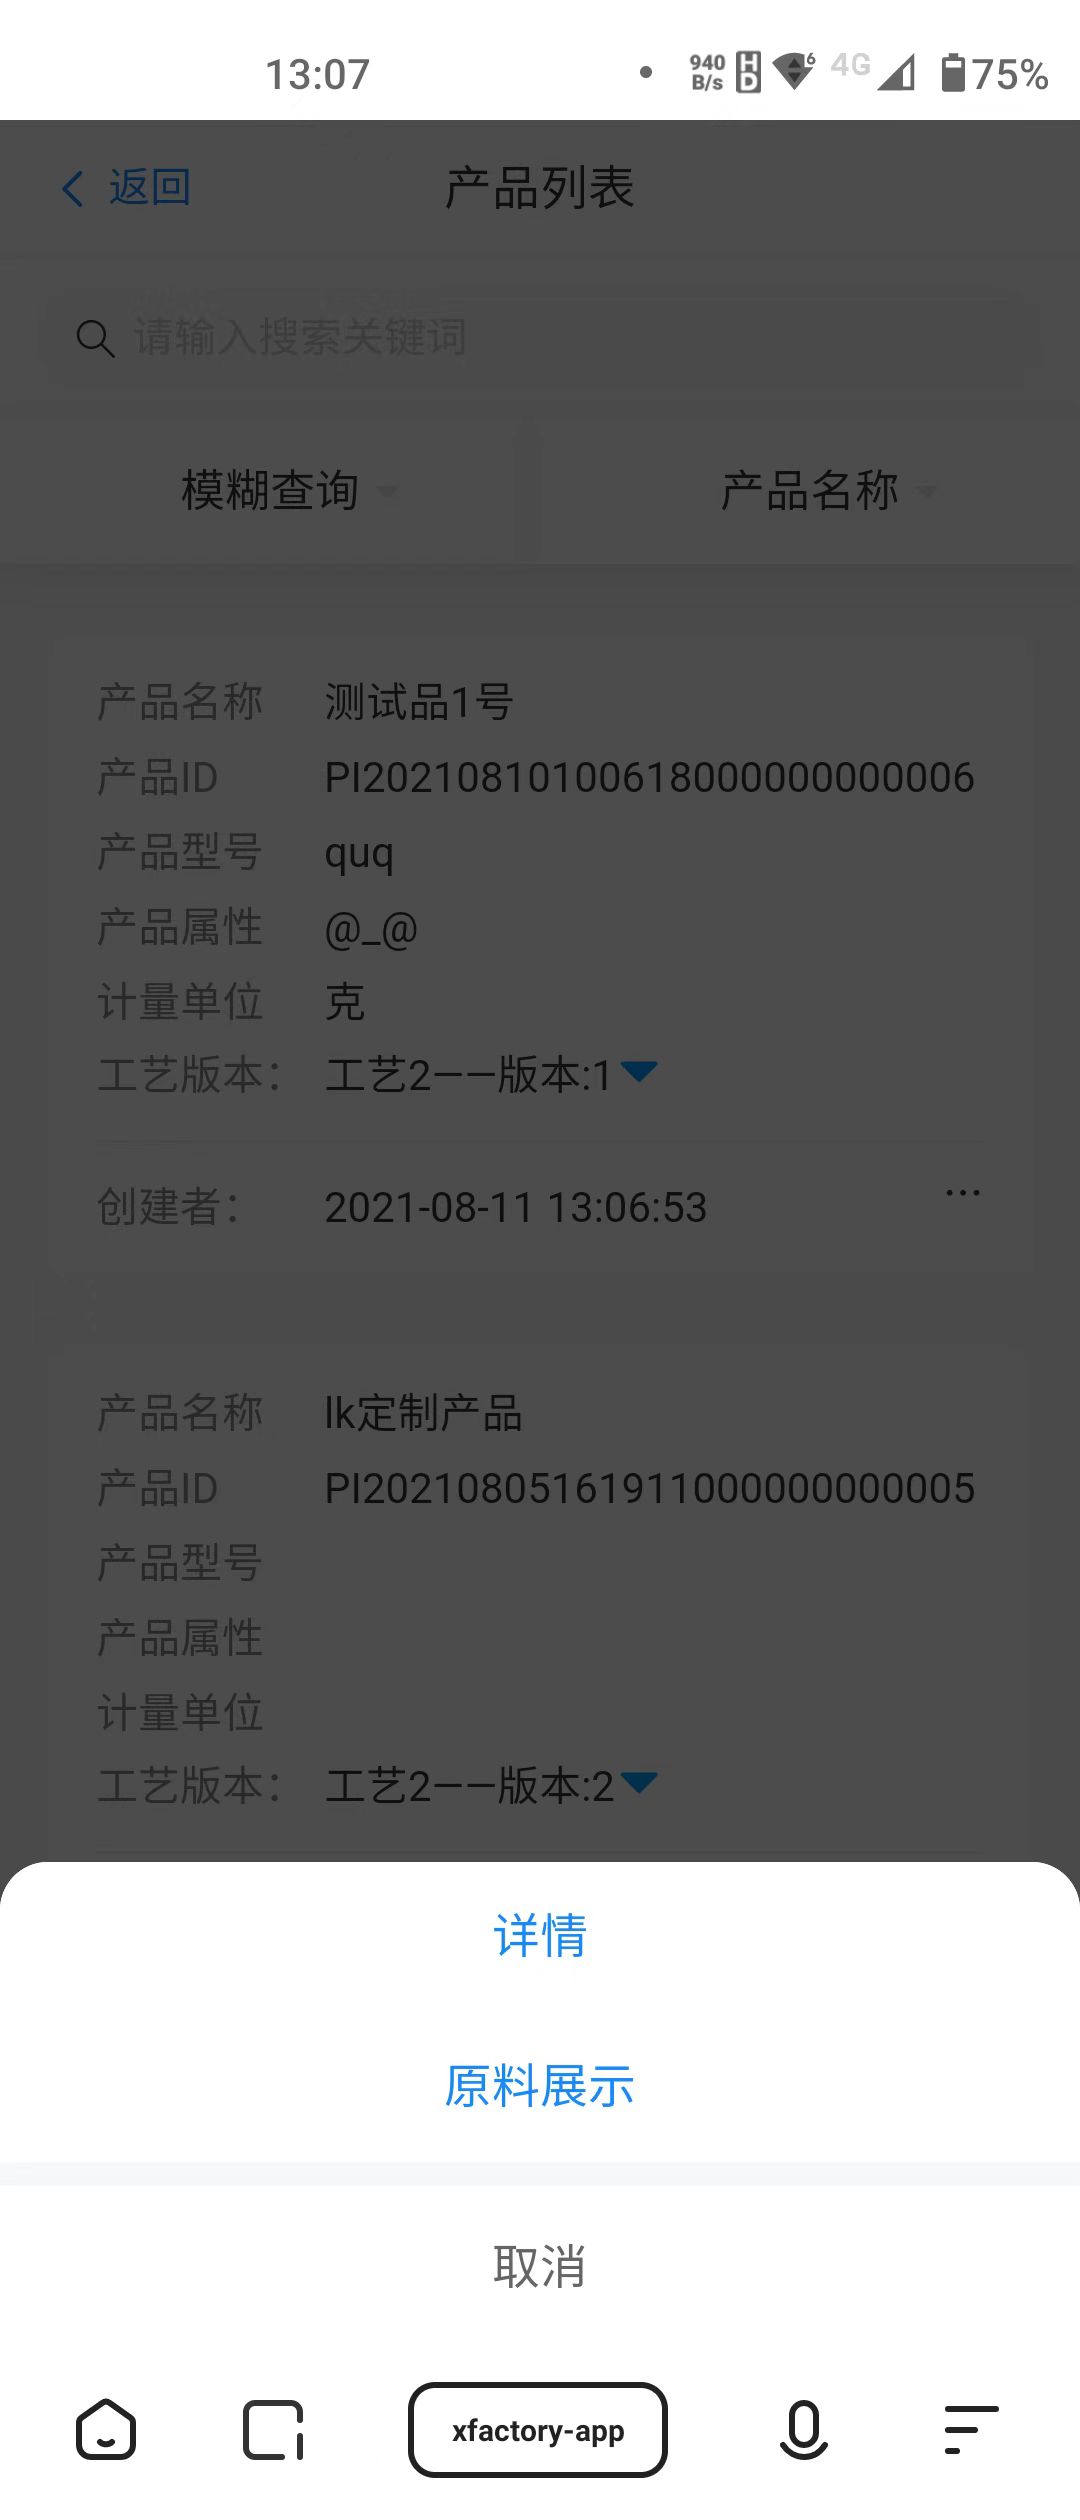 13:07
940 B/s HD 6 4G 75%
返回 产品列表
请输入搜索关键词
模糊查询 产品名称
产品名称 测试品1号
产品ID PI20210810100618000000000006
产品型号 quq
产品属性 @_@
计量单位 克
工艺版本： 工艺2——版本:1
创建者： 2021-08-11 13:06:53 ...
产品名称 lk定制产品
产品ID PI20210805161911000000000005
产品型号
产品属性
计量单位
工艺版本： 工艺2——版本:2
详情
原料展示
取消
xfactory-app